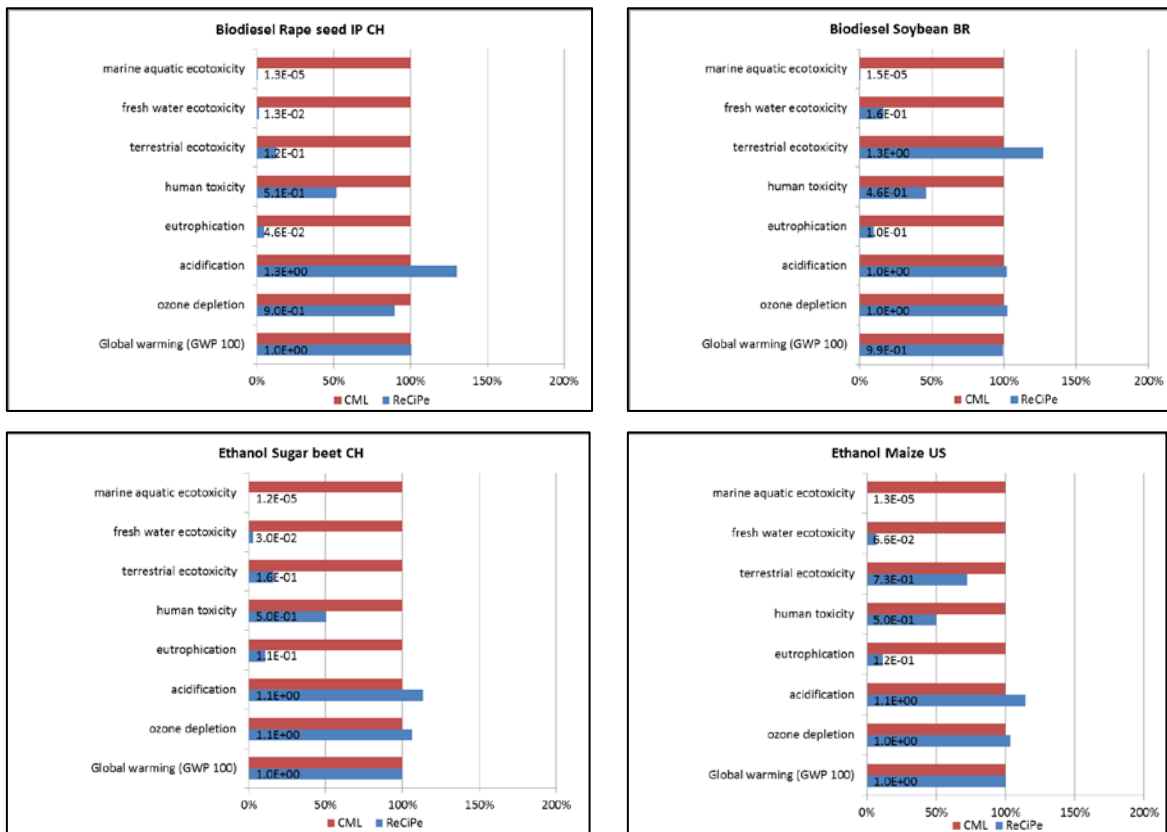 Biodiesel Rape seed IP CH
marine aquatic ecotoxicity
1.3E-05
fresh water ecotoxicity
1.3E-02
terrestrial ecotoxicity
1.2E-01
human toxicity
5.1E-01
eutrophication
4.6E-02
acidification
1.3E+00
ozone depletion
9.0E-01
Global warming (GWP 100)
1.0E+00
0% 50% 100% 150% 200%
CML ReCiPe
Biodiesel Soybean BR
marine aquatic ecotoxicity
1.5E-05
fresh water ecotoxicity
1.6E-01
terrestrial ecotoxicity
1.3E+00
human toxicity
4.6E-01
eutrophication
1.0E-01
acidification
1.0E+00
ozone depletion
1.0E+00
Global warming (GWP 100)
9.9E-01
0% 50% 100% 150% 200%
CML ReCiPe
Ethanol Sugar beet CH
marine aquatic ecotoxicity
1.2E-05
fresh water ecotoxicity
3.0E-02
terrestrial ecotoxicity
1.6E-01
human toxicity
5.0E-01
eutrophication
1.1E-01
acidification
1.1E+00
ozone depletion
1.1E+00
Global warming (GWP 100)
1.0E+00
0% 50% 100% 150% 200%
CML ReCiPe
Ethanol Maize US
marine aquatic ecotoxicity
1.3E-05
fresh water ecotoxicity
6.6E-02
terrestrial ecotoxicity
7.3E-01
human toxicity
5.0E-01
eutrophication
1.2E-01
acidification
1.1E+00
ozone depletion
1.0E+00
Global warming (GWP 100)
1.0E+00
0% 50% 100% 150% 200%
CML ReCiPe